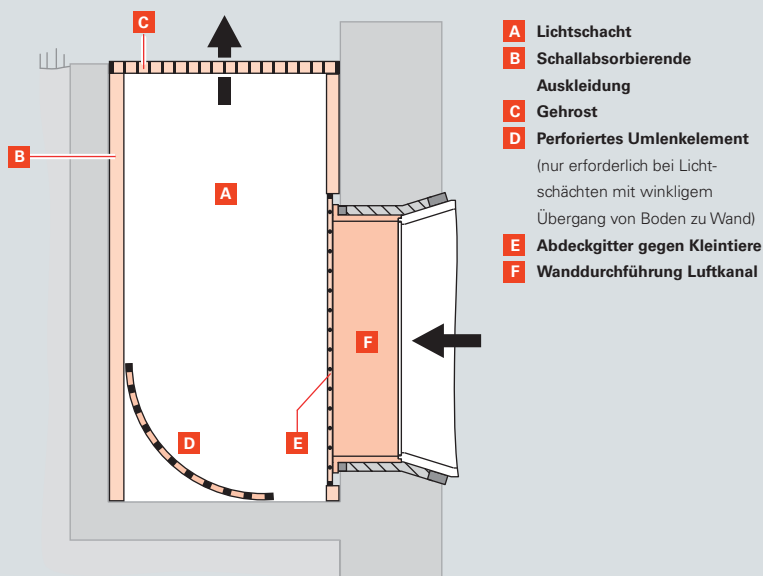 C
B
A
F
D
E
A Lichtschacht
B Schallabsorbierende
Auskleidung
C Gehrost
D Perforiertes Umlenkelement
(nur erforderlich bei Licht-
schächten mit winkligem
Übergang von Boden zu Wand)
E Abdeckgitter gegen Kleintiere
F Wanddurchführung Luftkanal